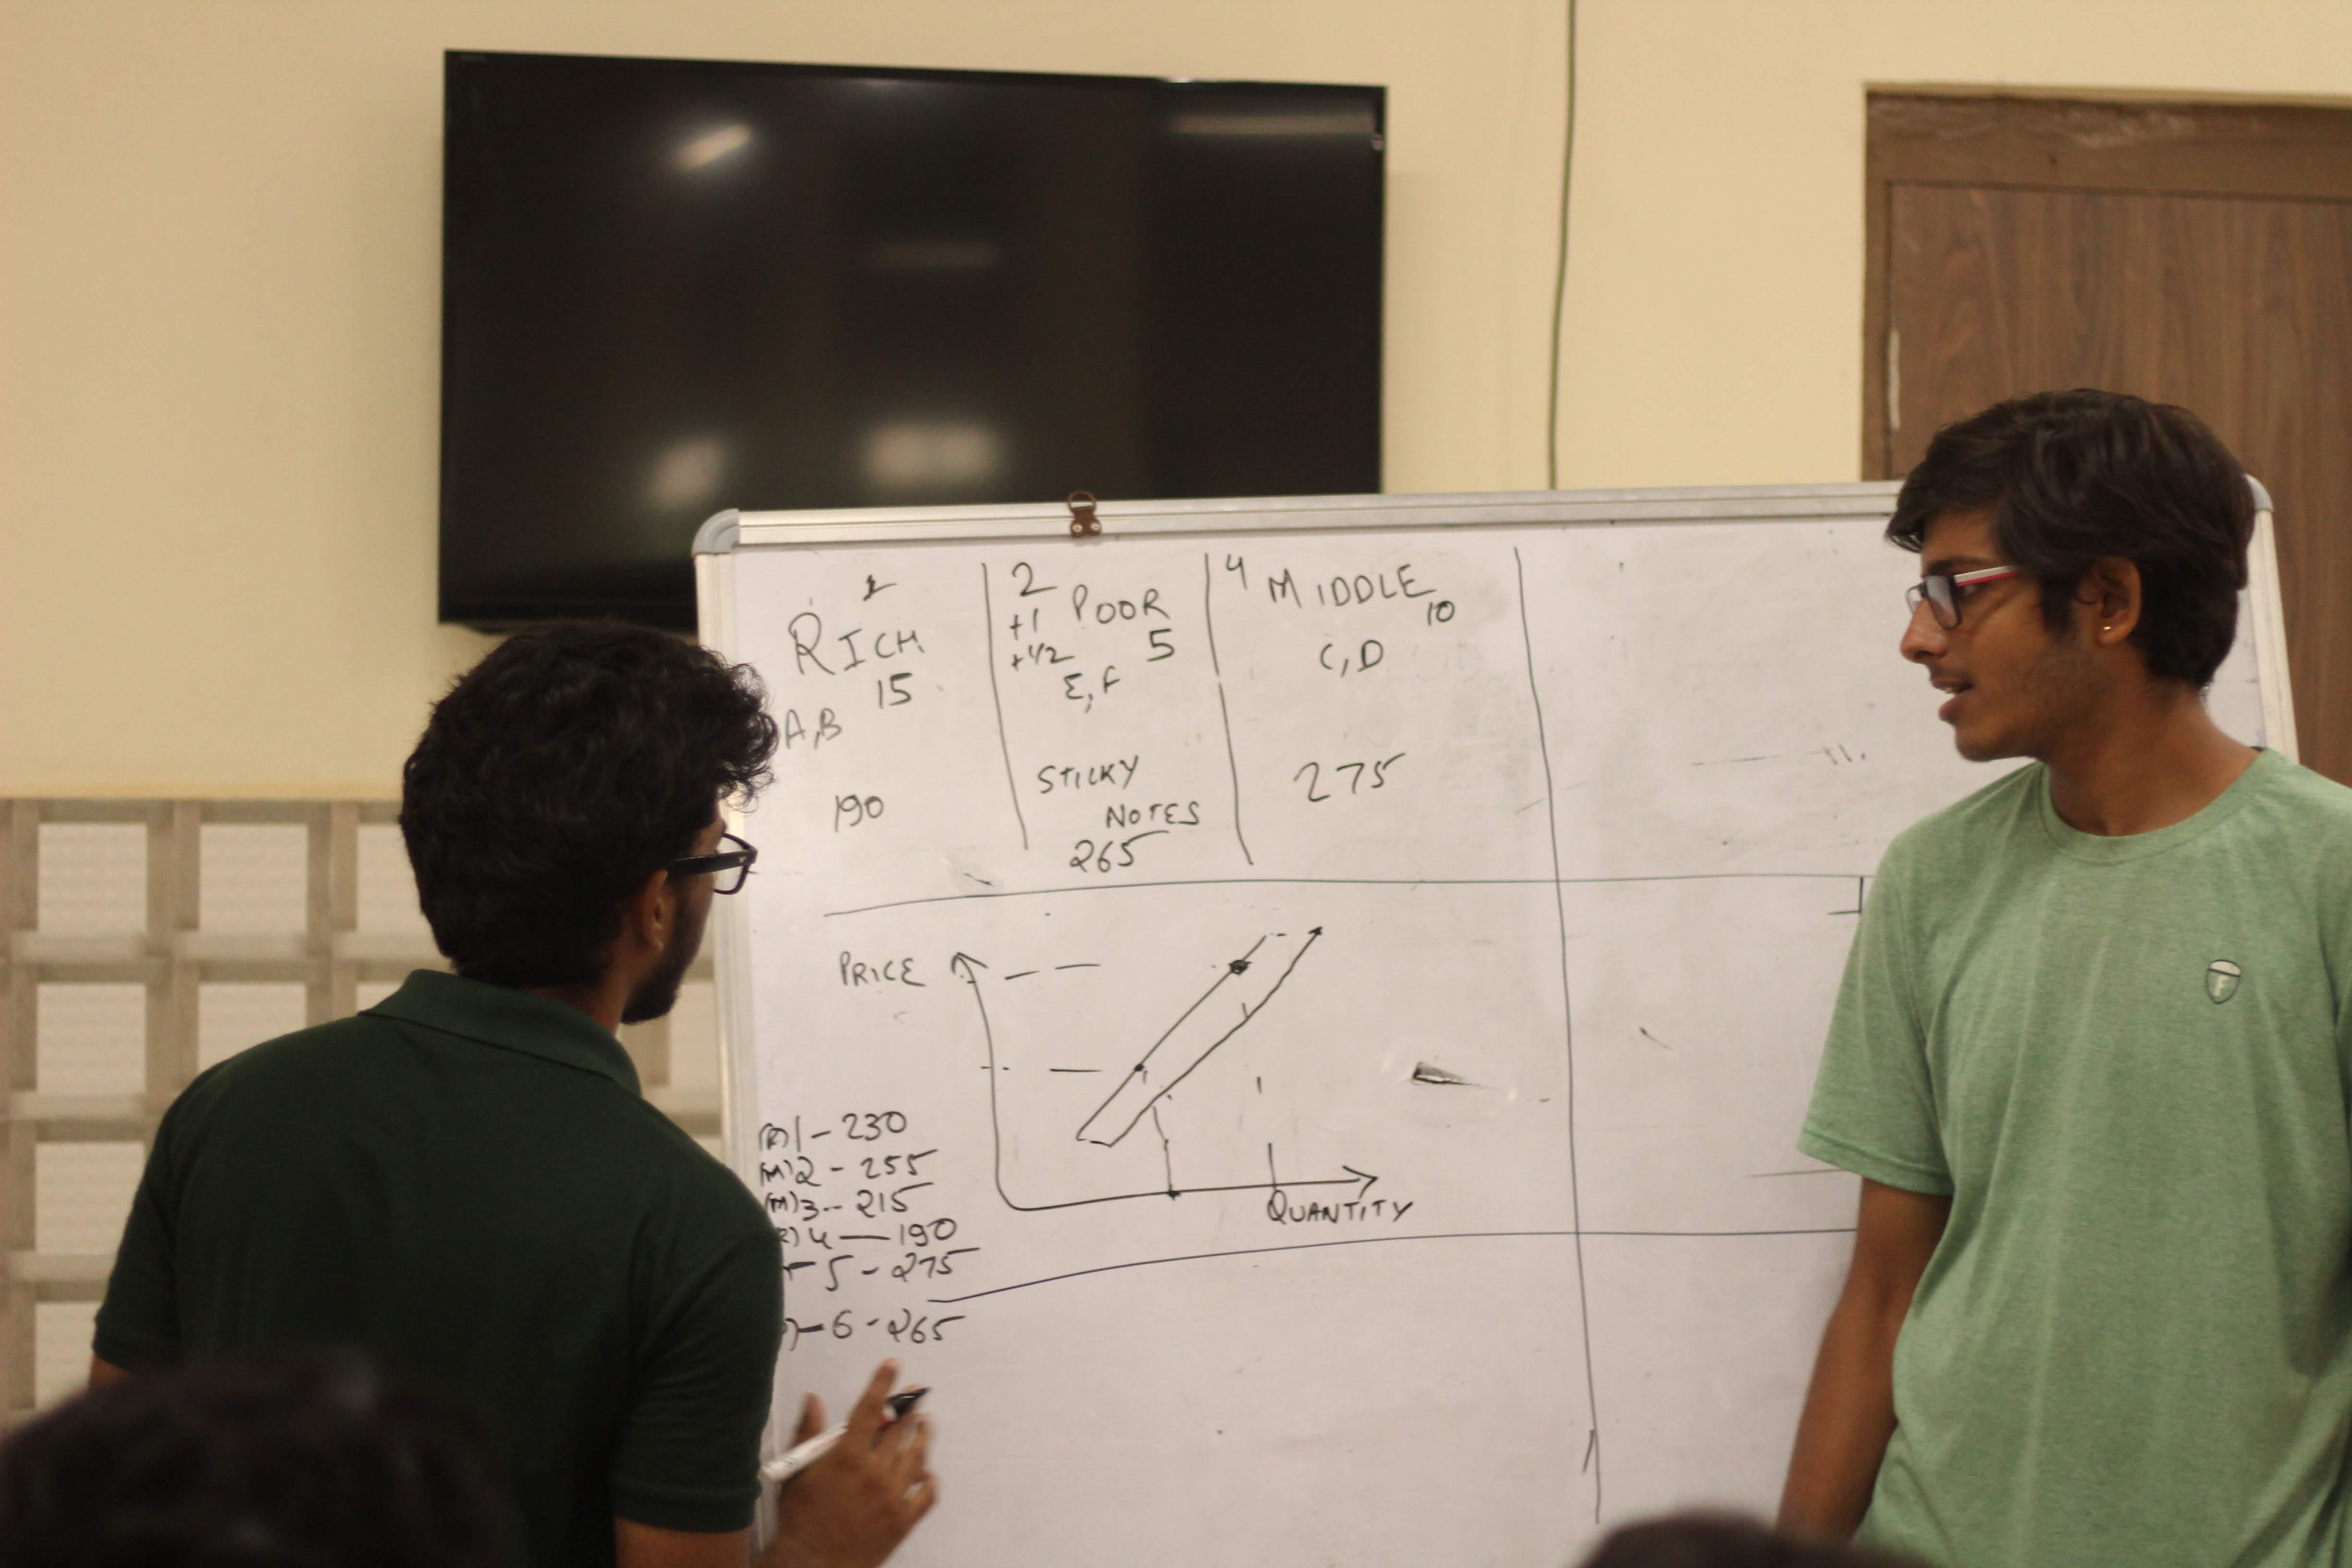 RICH
15
A,B
190
2
+1
+1/2
POOR
5
E,F
STICKY
NOTES
265
4 MIDDLE
10
C,D
275
PRICE
QUANTITY
(R)1 - 230
(M)2 - 255
(M)3 - 215
4 — 190
5 - 275
6 - 265
F